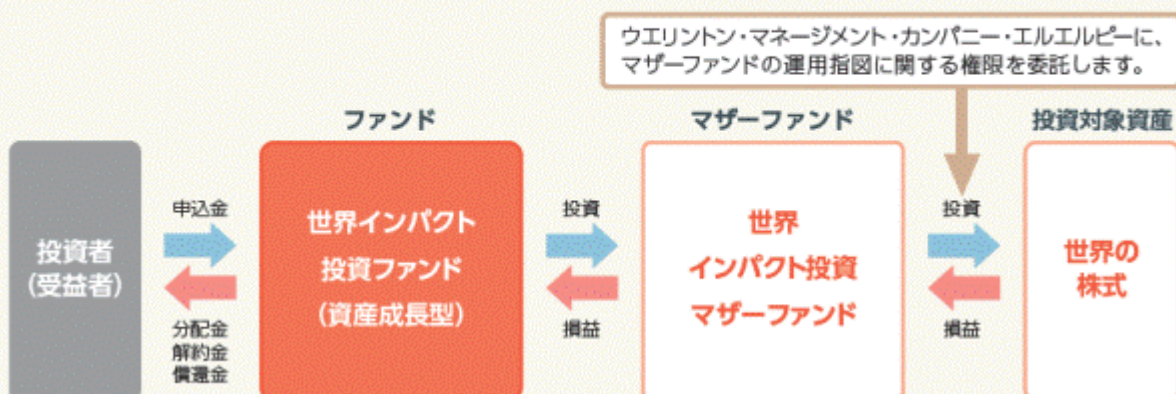 ウエリントン・マネージメント・カンパニー・エルエルピーに、
マザーファンドの運用指図に関する権限を委託します。
ファンド
マザーファンド
投資対象資産
投資者
(受益者)
申込金
分配金
解約金
償還金
世界インパクト
投資ファンド
(資産成長型)
投資
損益
世界
インパクト投資
マザーファンド
投資
損益
世界の
株式